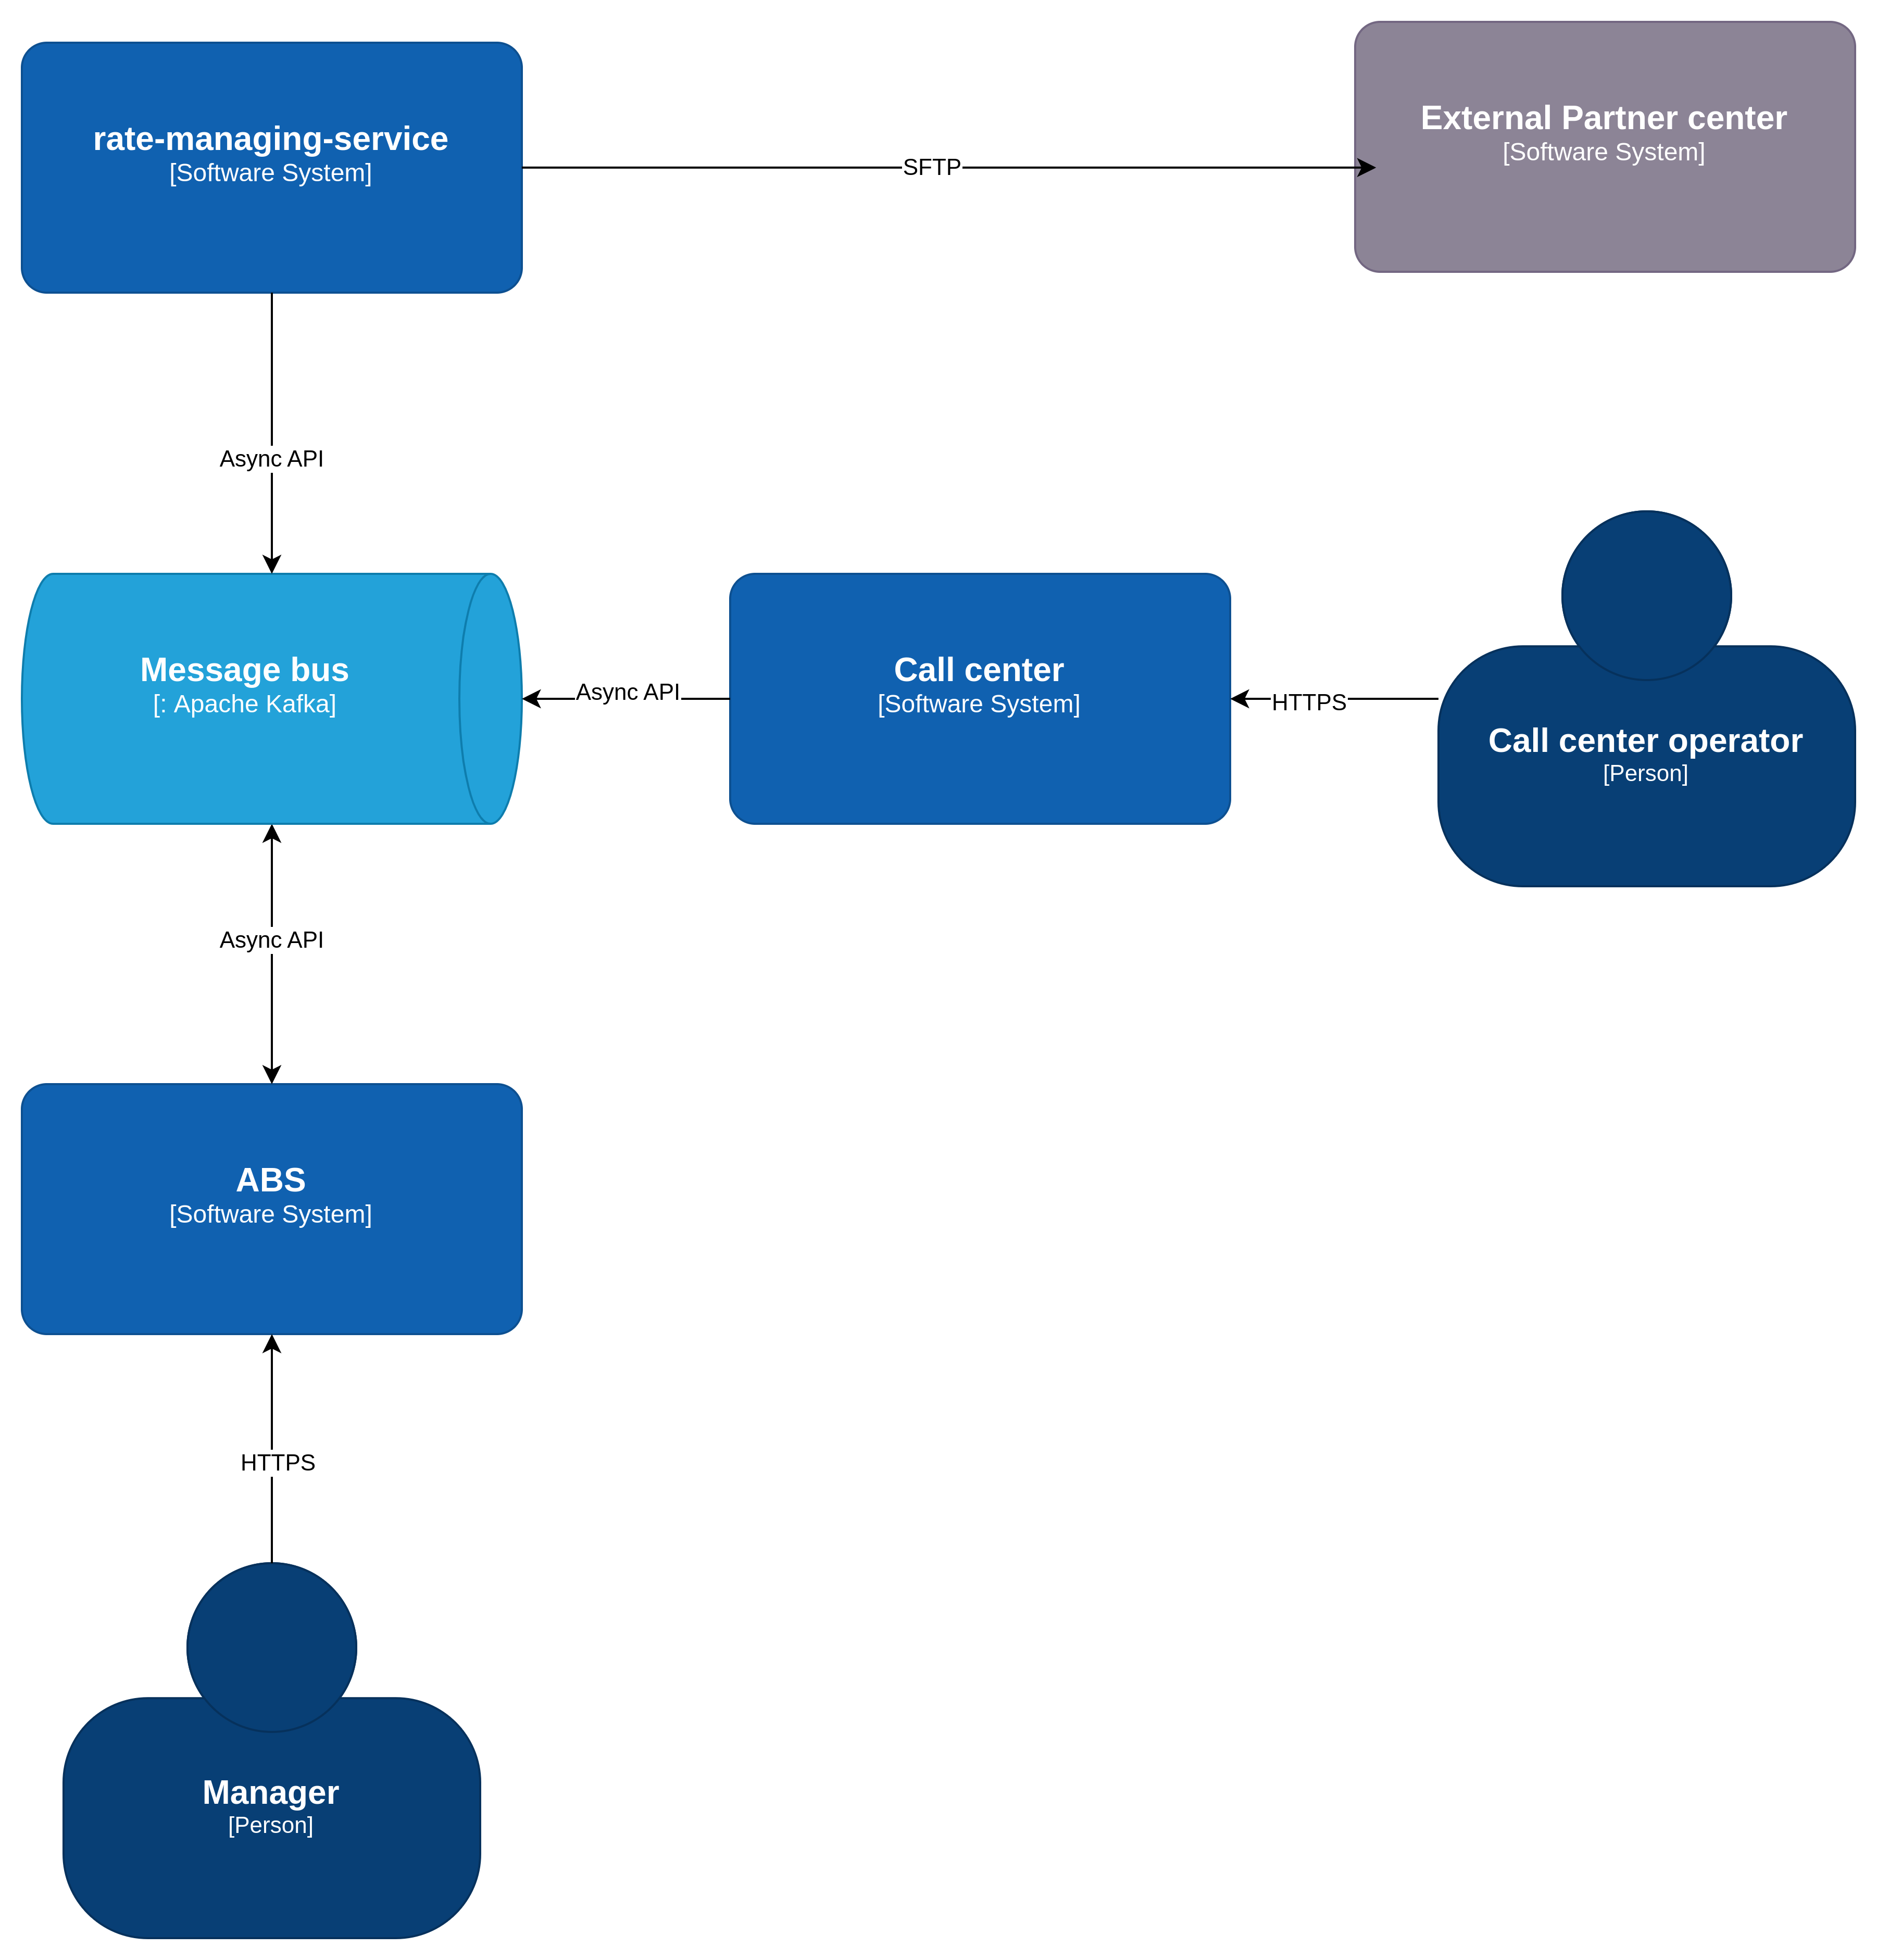 rate-managing-service
[Software System]
External Partner center
[Software System]
SFTP
Async API
Message bus
[: Apache Kafka]
Async API
Call center
[Software System]
HTTPS
Call center operator
[Person]
Async API
ABS
[Software System]
HTTPS
Manager
[Person]